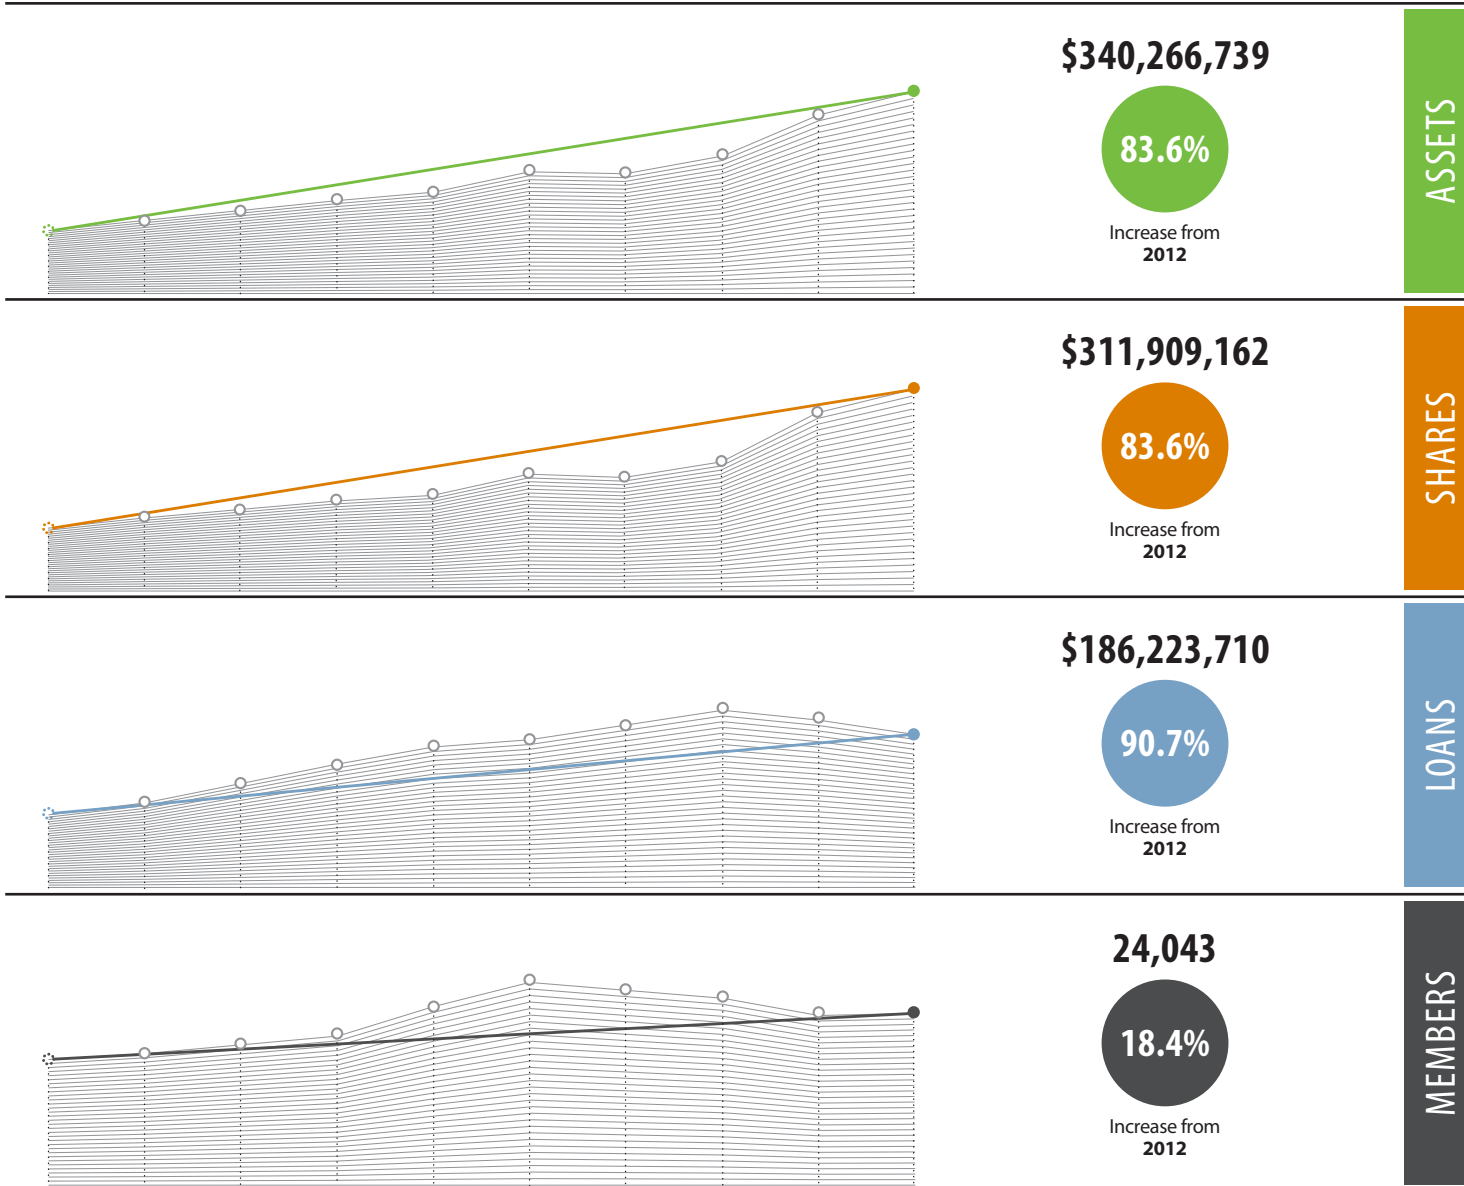 $340,266,739
83.6%
Increase from
2012
ASSETS
$311,909,162
83.6%
Increase from
2012
SHARES
$186,223,710
90.7%
Increase from
2012
LOANS
24,043
18.4%
Increase from
2012
MEMBERS